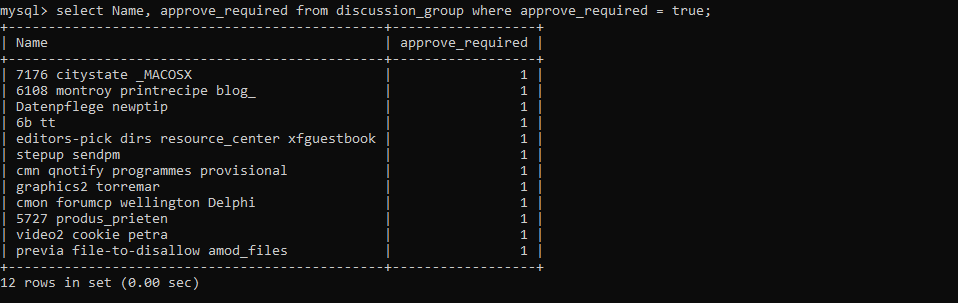 mysql> select Name, approve_required from discussion_group where approve_required = true;
+-----------------------------------------------+------------------+
| Name                                          | approve_required |
+-----------------------------------------------+------------------+
| 7176 citystate _MACOSX                        |                1 |
| 6108 montroy printrecipe blog_                |                1 |
| Datenpflege newptip                           |                1 |
| 6b tt                                         |                1 |
| editors-pick dirs resource_center xfguestbook |                1 |
| stepup sendpm                                 |                1 |
| cmn qnotify programmes provisional            |                1 |
| graphics2 torremar                            |                1 |
| cmon forumcp wellington Delphi                |                1 |
| 5727 produs_prieten                           |                1 |
| video2 cookie petra                           |                1 |
| previa file-to-disallow amod_files            |                1 |
+-----------------------------------------------+------------------+
12 rows in set (0.00 sec)